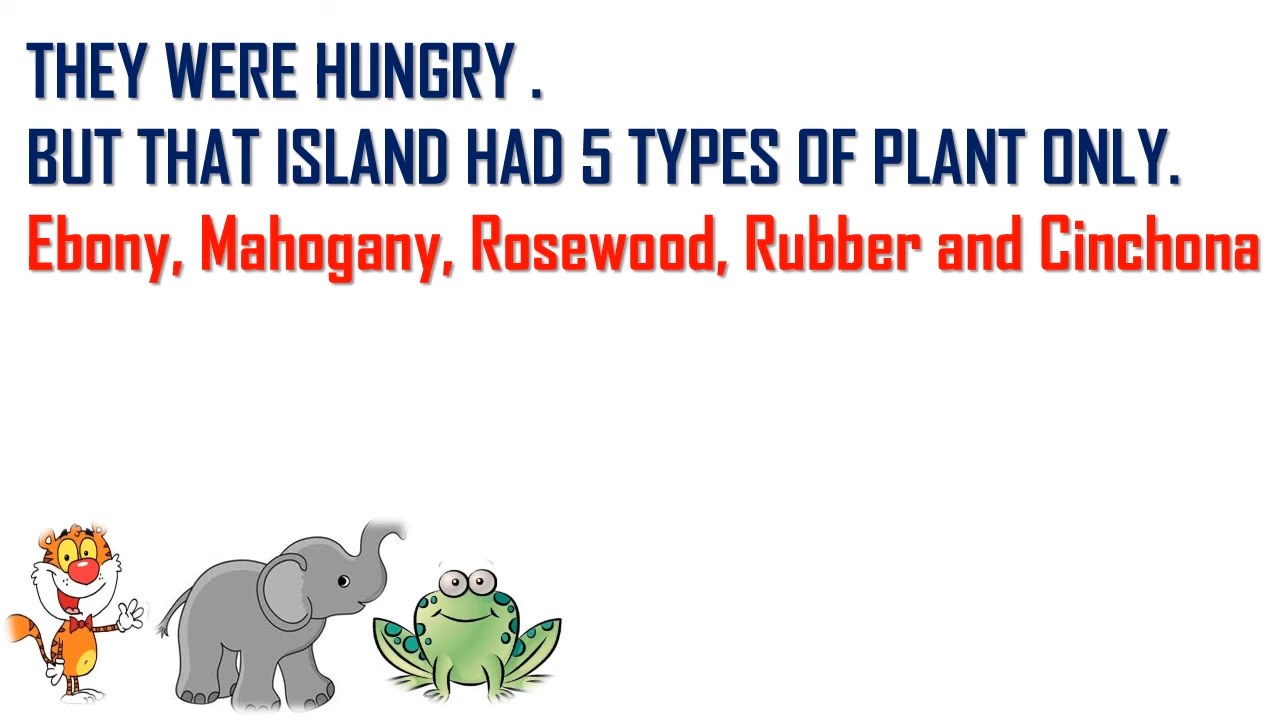 THEY WERE HUNGRY .
BUT THAT ISLAND HAD 5 TYPES OF PLANT ONLY.
Ebony, Mahogany, Rosewood, Rubber and Cinchona